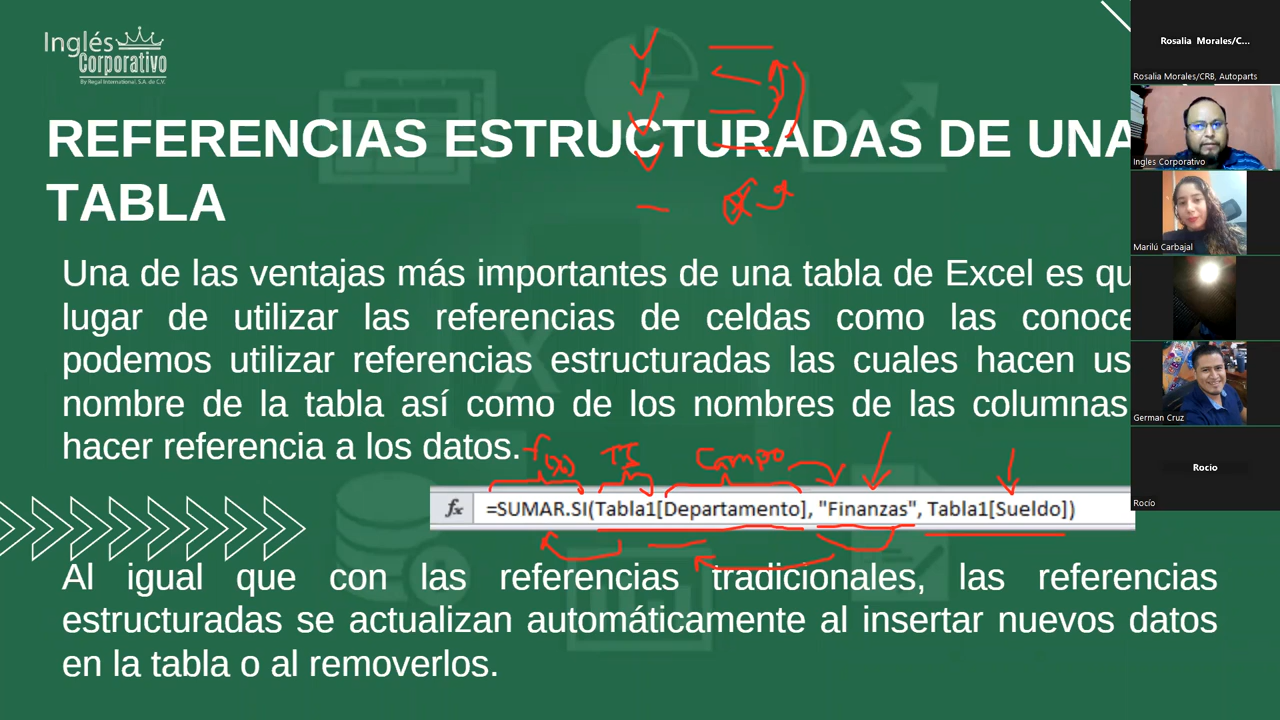 Inglés
Corporativo
By Regal International, S.A. de C.V.
REFERENCIAS ESTRUCTURADAS DE UNA
TABLA
Una de las ventajas más importantes de una tabla de Excel es qu
lugar de utilizar las referencias de celdas como las conoce
podemos utilizar referencias estructuradas las cuales hacen us
nombre de la tabla así como de los nombres de las columnas
hacer referencia a los datos.
f(x)
Campo
fx =SUMAR.SI(Tabla1[Departamento], "Finanzas", Tabla1[Sueldo])
Al igual que con las referencias tradicionales, las referencias
estructuradas se actualizan automáticamente al insertar nuevos datos
en la tabla o al removerlos.
Rosalia Morales/C...
Rosalia Morales/CRB, Autoparts
Ingles Corporativo
Marilú Carbajal
German Cruz
Rocio
Rocío